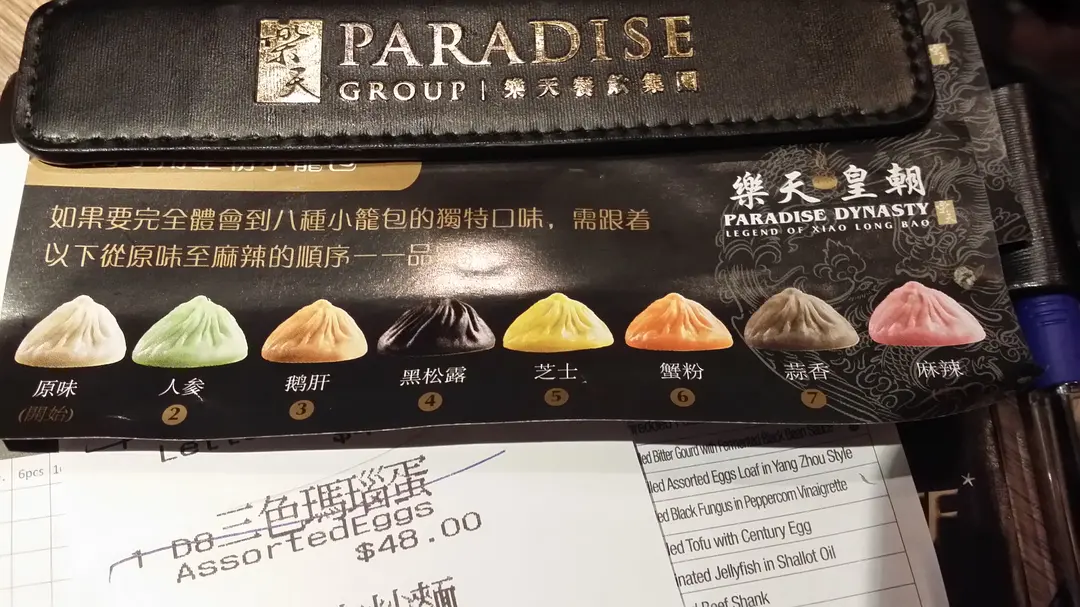 樂天
PARADISE
GROUP | 樂天餐飲集團
樂天皇朝
PARADISE DYNASTY
LEGEND OF XIAO LONG BAO
如果要完全體會到八種小籠包的獨特口味，需跟着
以下從原味至麻辣的順序一一品
原味 人參 鹅肝 黑松露 芝士 蟹粉 蒜香 麻辣
(開始) 2 3 4 5 6 7
6pcs
1 D8 三色瑪瑙蛋
AssortedEggs
$48.00
Bitter Gourd with Fermented Black Bean Sauce
Assorted Eggs Loaf in Yang Zhou Style
Black Fungus in Peppercorn Vinaigrette
Tofu with Century Egg
Jellyfish in Shallot Oil
Beef Shank